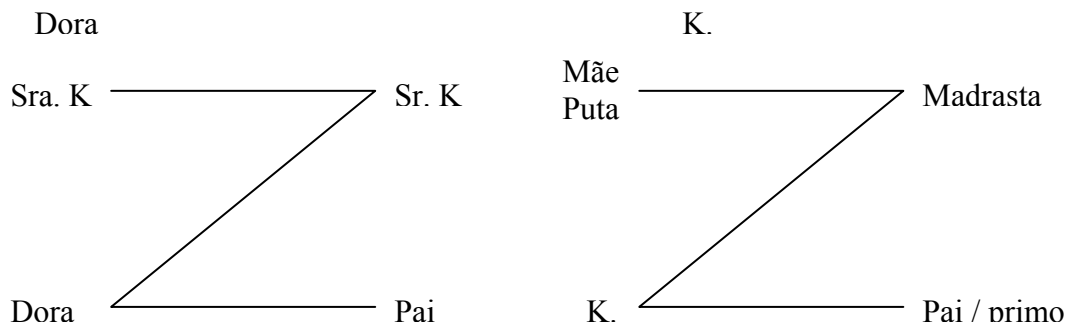 Dora
Sra. K
Sr. K
Dora
Pai
K.
Mãe
Puta
Madrasta
K.
Pai / primo